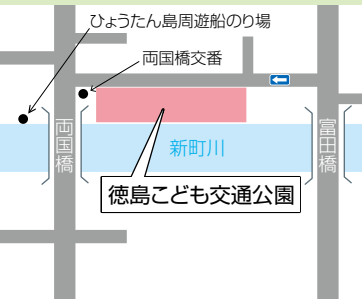 ひょうたん島周遊船のり場
両国橋交番
両国橋
新町川
富田橋
徳島こども交通公園